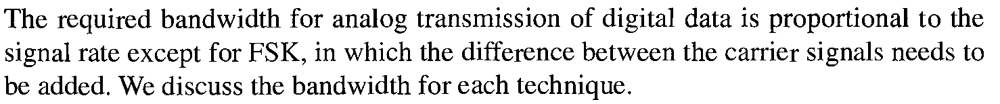 The required bandwidth for analog transmission of digital data is proportional to the
signal rate except for FSK, in which the difference between the carrier signals needs to
be added. We discuss the bandwidth for each technique.